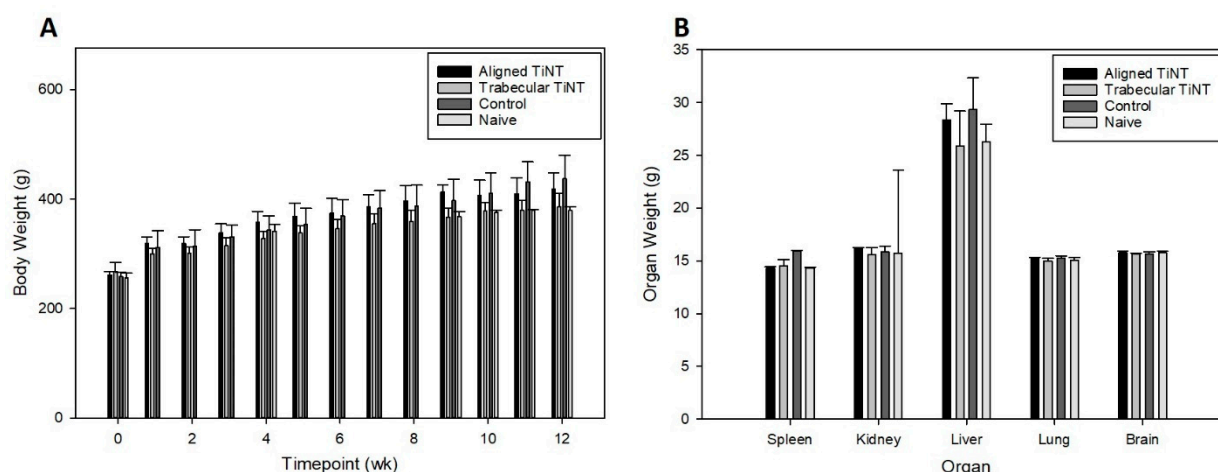 A
Aligned TiNT
Trabecular TiNT
Control
Naive
600
400
200
0
Body Weight (g)
0 2 4 6 8 10 12
Timepoint (wk)
B
Aligned TiNT
Trabecular TiNT
Control
Naive
35
30
25
20
15
10
5
0
Organ Weight (g)
Spleen Kidney Liver Lung Brain
Organ